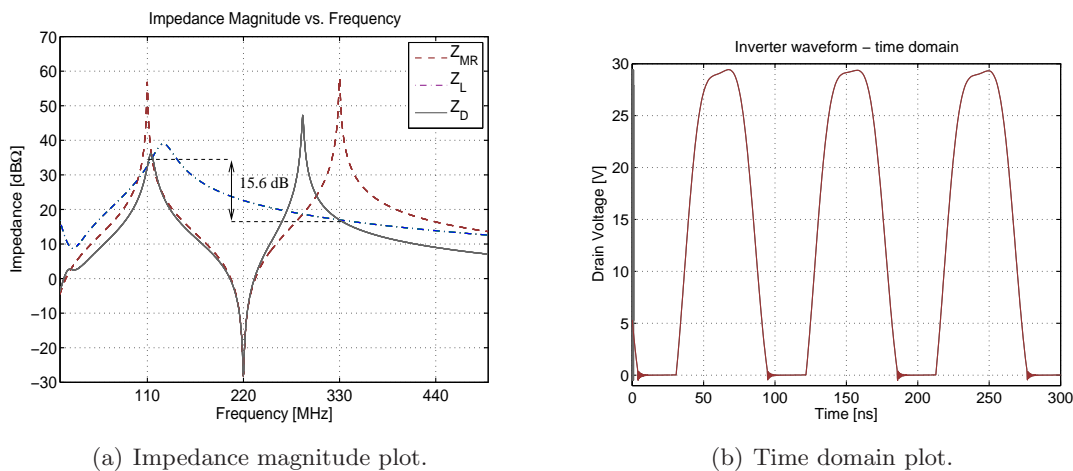 Impedance Magnitude vs. Frequency
70
60
50
40
30
20
10
0
−10
−20
−30
Impedance [dBΩ]
Z_MR
Z_L
Z_D
15.6 dB
110
220
330
440
Frequency [MHz]
(a) Impedance magnitude plot.
Inverter waveform − time domain
30
25
20
15
10
5
0
Drain Voltage [V]
0
50
100
150
200
250
300
Time [ns]
(b) Time domain plot.